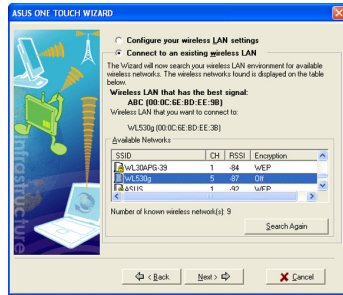 ASUS ONE TOUCH WIZARD
Configure your wireless LAN settings
Connect to an existing wireless LAN
The Wizard will now search your wireless LAN environment for available
wireless networks. The wireless networks found is displayed on the table
below.
Wireless LAN that has the best signal:
ABC (00:0C:6E:BD:EE:9B)
Wireless LAN that you want to connect to:
WL530g (00:0C:6E:BD:EE:3B)
Available Networks
SSID CH RSSI Encryption
WL30APG-39 1 -84 WEP
WL530g 5 -87 Off
ASUS 1 -92 WEP
Number of known wireless network(s): 9
Search Again
< Back Next > Cancel
Infrastructure